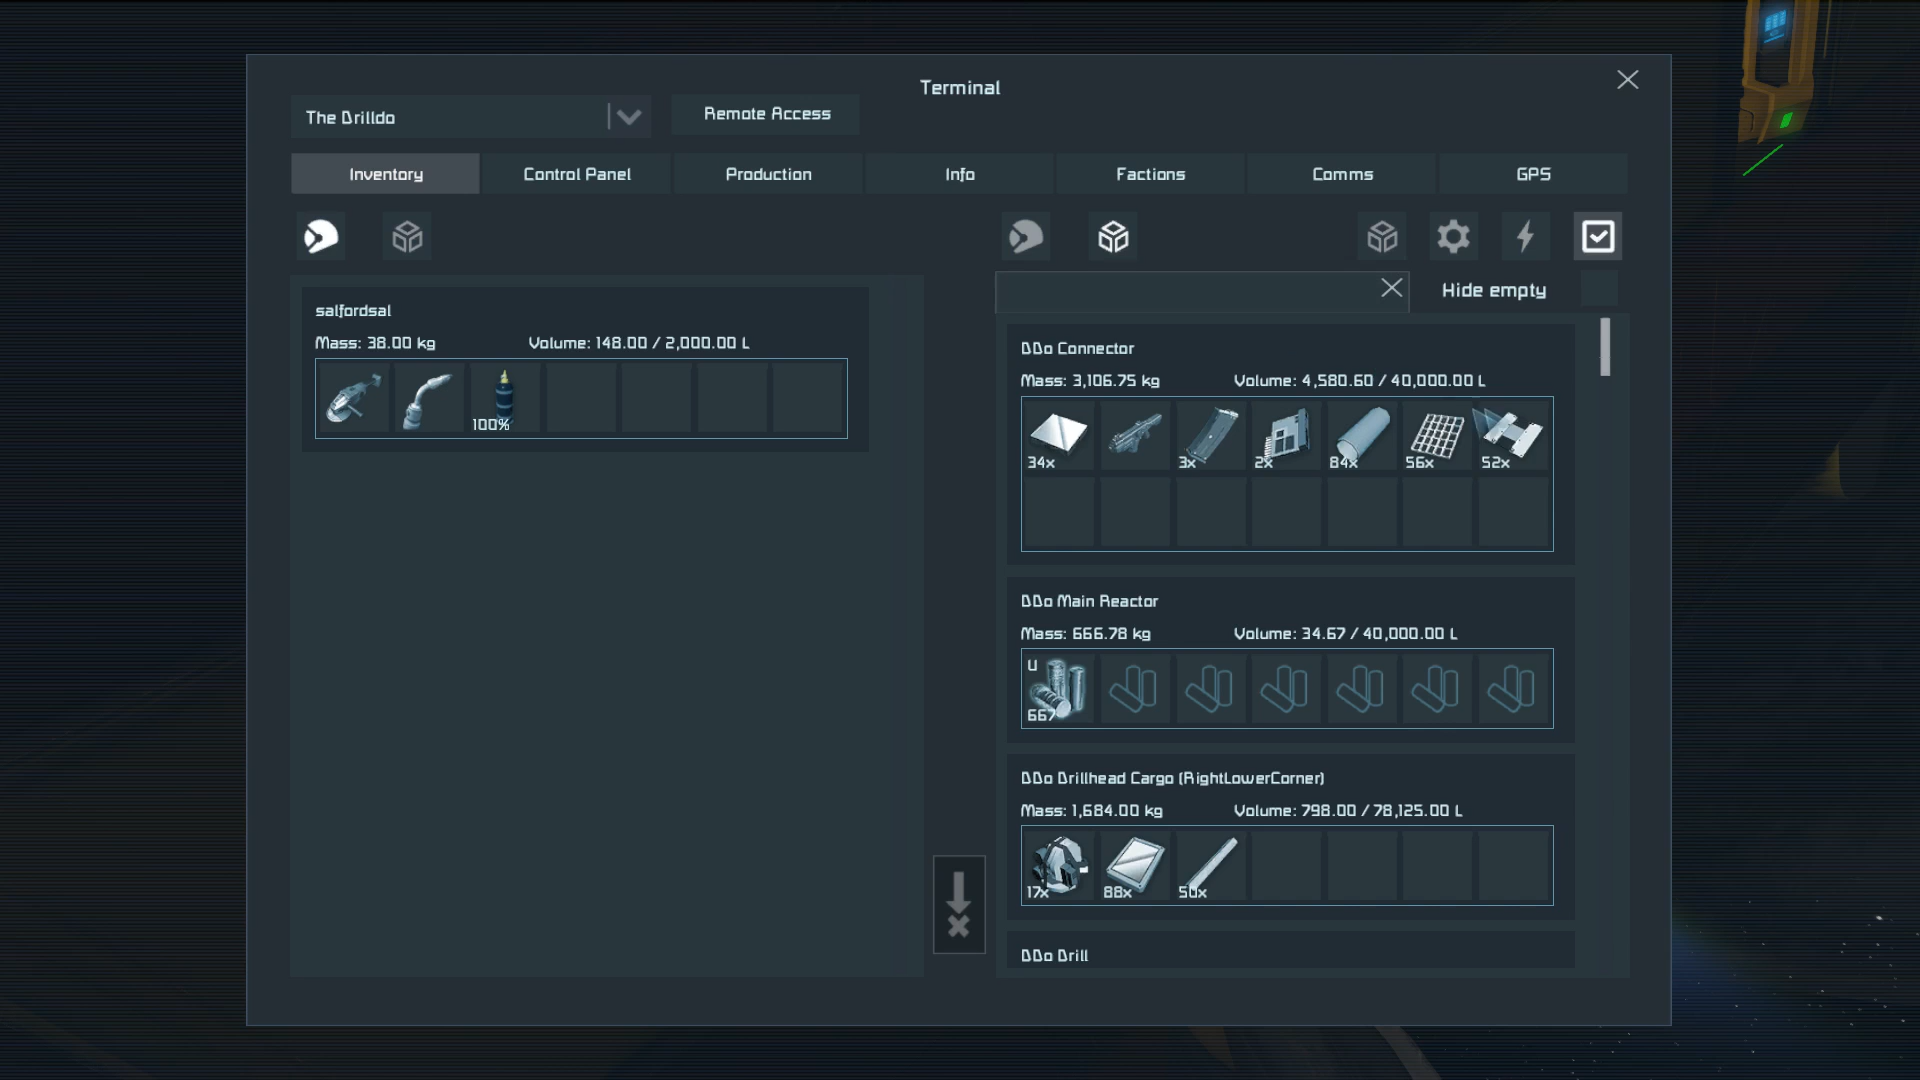 Terminal
The Drilldo
Remote Access
Inventory
Control Panel
Production
Info
Factions
Comms
GPS
Hide empty
salfordsal
Mass: 38.00 kg
Volume: 148.00 / 2,000.00 L
100%
DDo Connector
Mass: 3,106.75 kg
Volume: 4,580.60 / 40,000.00 L
34x
3x
2x
84x
56x
52x
DDo Main Reactor
Mass: 666.78 kg
Volume: 34.67 / 40,000.00 L
U
667
DDo Drillhead Cargo (RightLowerCorner)
Mass: 1,684.00 kg
Volume: 798.00 / 78,125.00 L
17x
88x
50x
DDo Drill